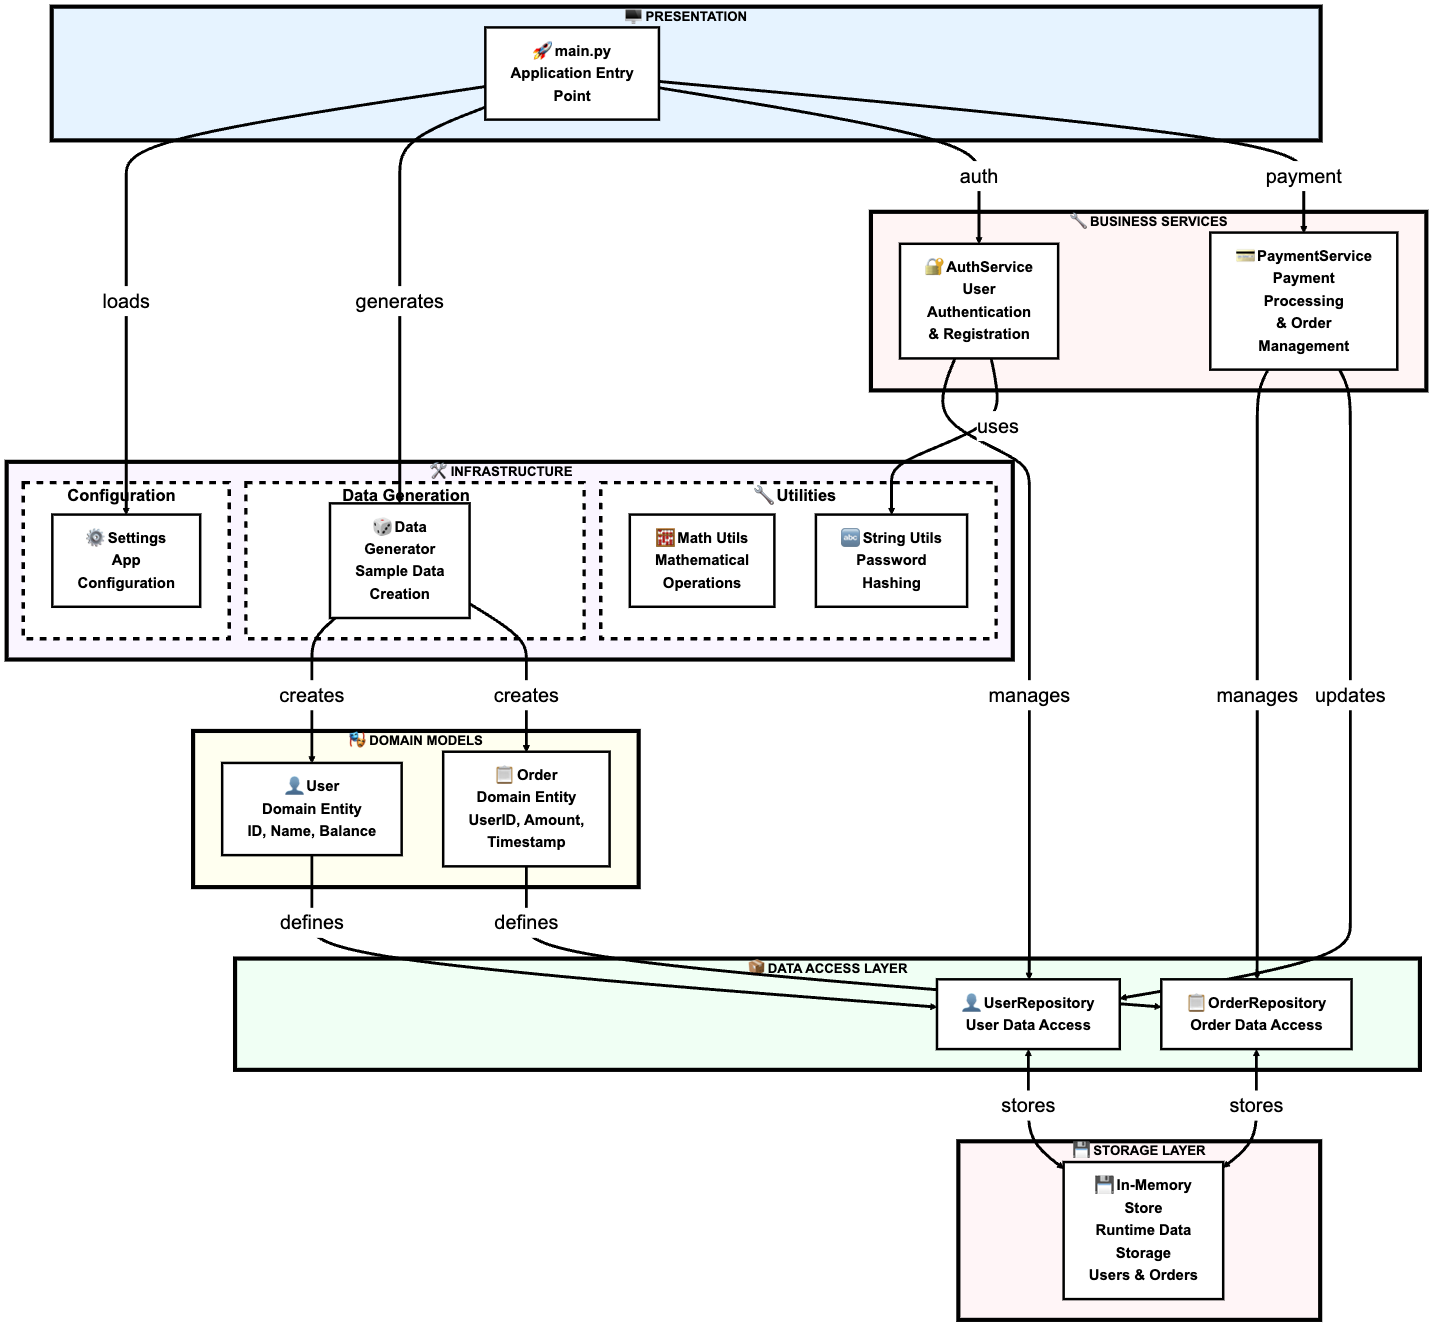 PRESENTATION
main.py
Application Entry
Point
auth
payment
BUSINESS SERVICES
AuthService
User
Authentication
& Registration
PaymentService
Payment
Processing
& Order
Management
loads
generates
uses
INFRASTRUCTURE
Configuration
Settings
App
Configuration
Data Generation
Data
Generator
Sample Data
Creation
Utilities
Math Utils
Mathematical
Operations
abc
String Utils
Password
Hashing
creates
creates
manages
manages
updates
DOMAIN MODELS
User
Domain Entity
ID, Name, Balance
Order
Domain Entity
UserID, Amount,
Timestamp
defines
defines
DATA ACCESS LAYER
UserRepository
User Data Access
OrderRepository
Order Data Access
stores
stores
STORAGE LAYER
In-Memory
Store
Runtime Data
Storage
Users & Orders